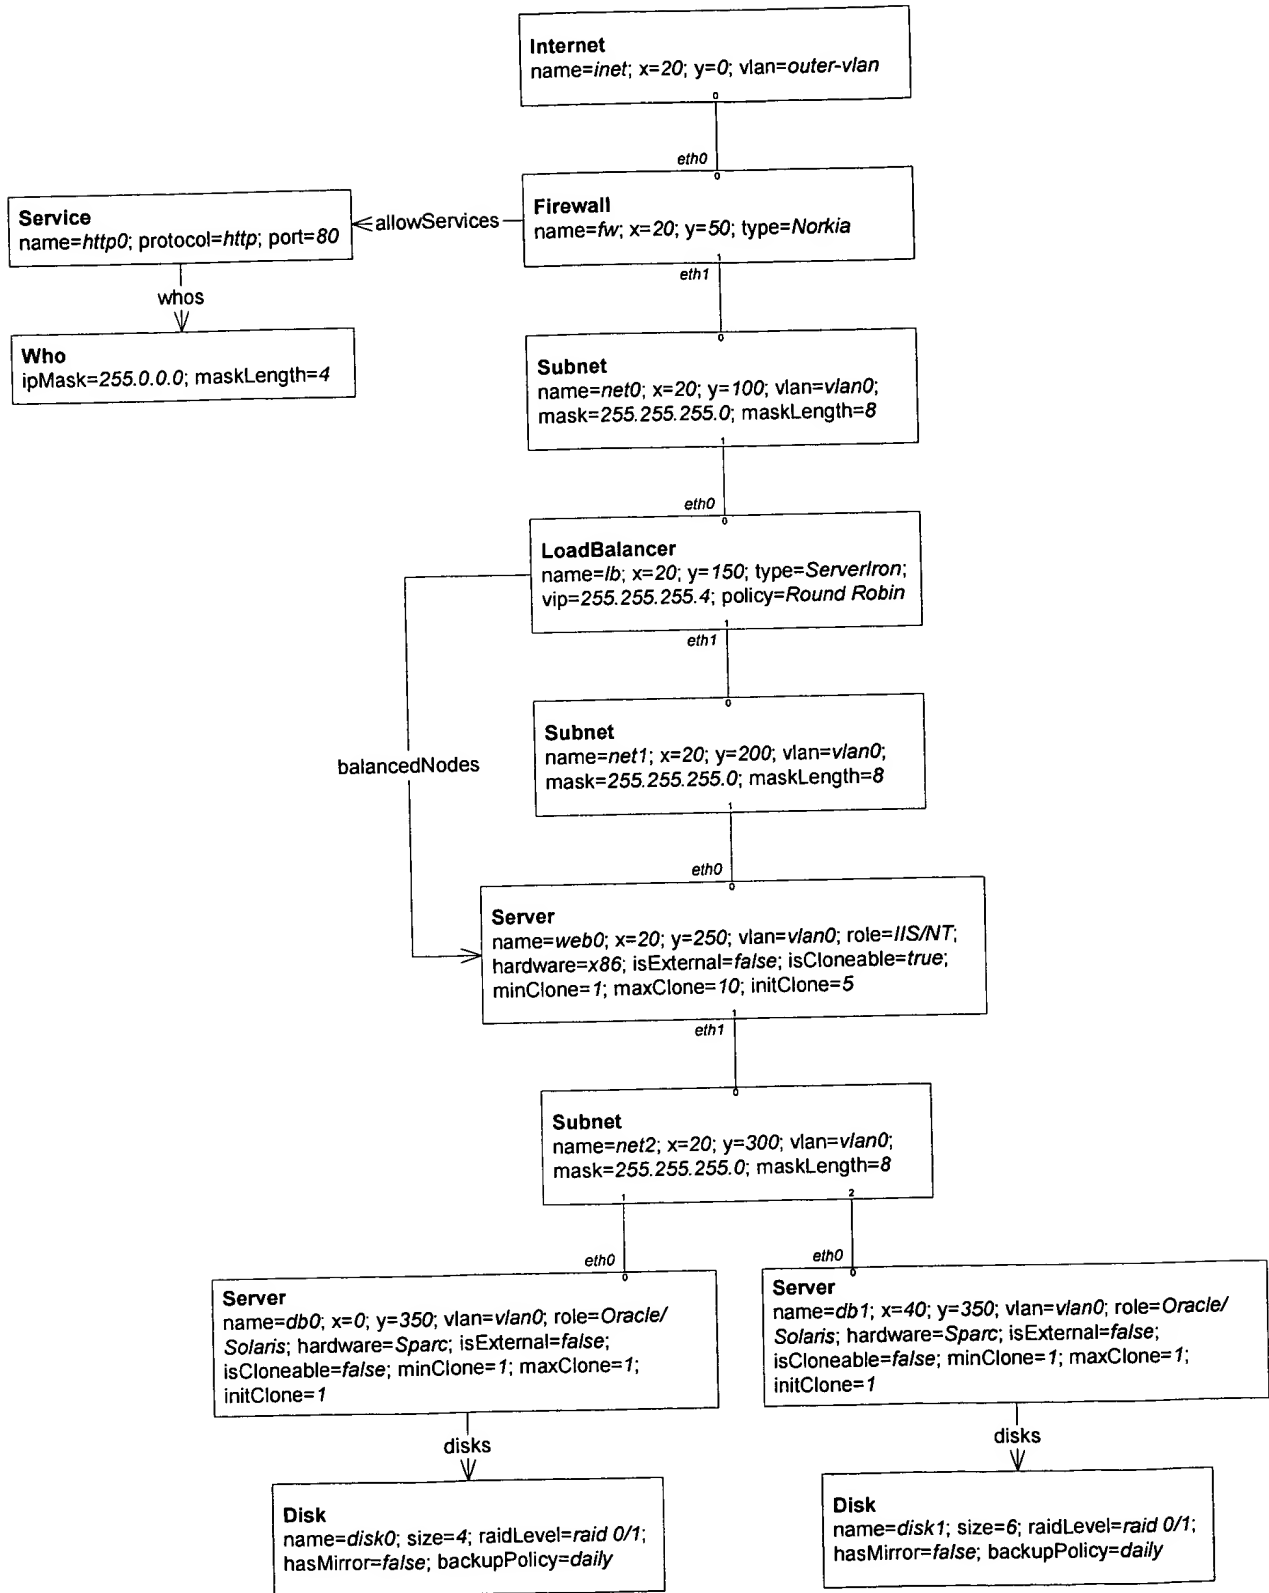 Internet
name=inet; x=20; y=0; vlan=outer-vlan
0
eth0
0
Firewall
name=fw; x=20; y=50; type=Norkia
allowServices
Service
name=http0; protocol=http; port=80
whos
Who
ipMask=255.0.0.0; maskLength=4
1
eth1
0
Subnet
name=net0; x=20; y=100; vlan=vlan0;
mask=255.255.255.0; maskLength=8
1
eth0
0
LoadBalancer
name=lb; x=20; y=150; type=ServerIron;
vip=255.255.255.4; policy=Round Robin
1
eth1
0
Subnet
name=net1; x=20; y=200; vlan=vlan0;
mask=255.255.255.0; maskLength=8
balancedNodes
1
eth0
0
Server
name=web0; x=20; y=250; vlan=vlan0; role=IIS/NT;
hardware=x86; isExternal=false; isCloneable=true;
minClone=1; maxClone=10; initClone=5
1
eth1
0
Subnet
name=net2; x=20; y=300; vlan=vlan0;
mask=255.255.255.0; maskLength=8
1
2
eth0
0
eth0
0
Server
name=db0; x=0; y=350; vlan=vlan0; role=Oracle/
Solaris; hardware=Sparc; isExternal=false;
isCloneable=false; minClone=1; maxClone=1;
initClone=1
Server
name=db1; x=40; y=350; vlan=vlan0; role=Oracle/
Solaris; hardware=Sparc; isExternal=false;
isCloneable=false; minClone=1; maxClone=1;
initClone=1
disks
disks
Disk
name=disk0; size=4; raidLevel=raid 0/1;
hasMirror=false; backupPolicy=daily
Disk
name=disk1; size=6; raidLevel=raid 0/1;
hasMirror=false; backupPolicy=daily